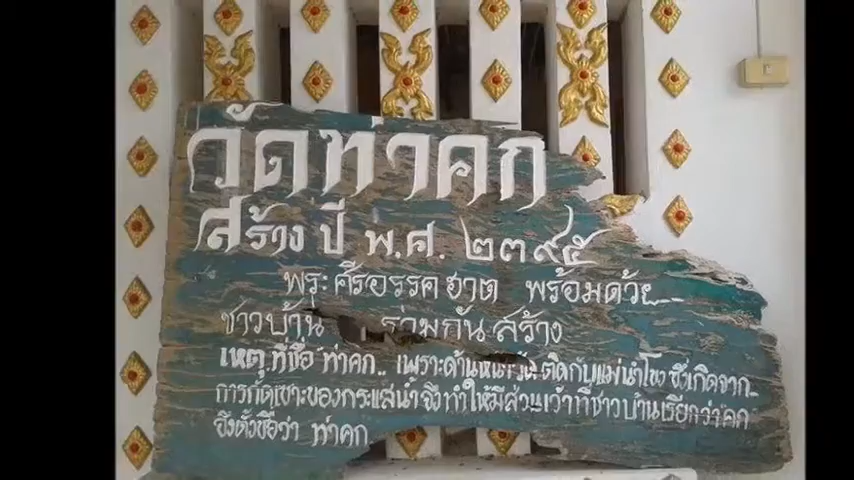 วัดท่าคก
สร้าง ปี พ.ศ. ๒๓๙๕
พระศรีอรรคฮาต พร้อมด้วย
ชาวบ้าน ร่วมกันสร้าง
เหตุที่ชื่อ ท่าคก.. เพราะด้านติดกับแม่น้ำโขง ซึ่งเกิดจาก.
การกัดเซาะของกระแสน้ำ จึงทำให้มีส่วนเว้าที่ชาวบ้านเรียกว่า"คก"
จึงตั้งชื่อว่า ท่าคก